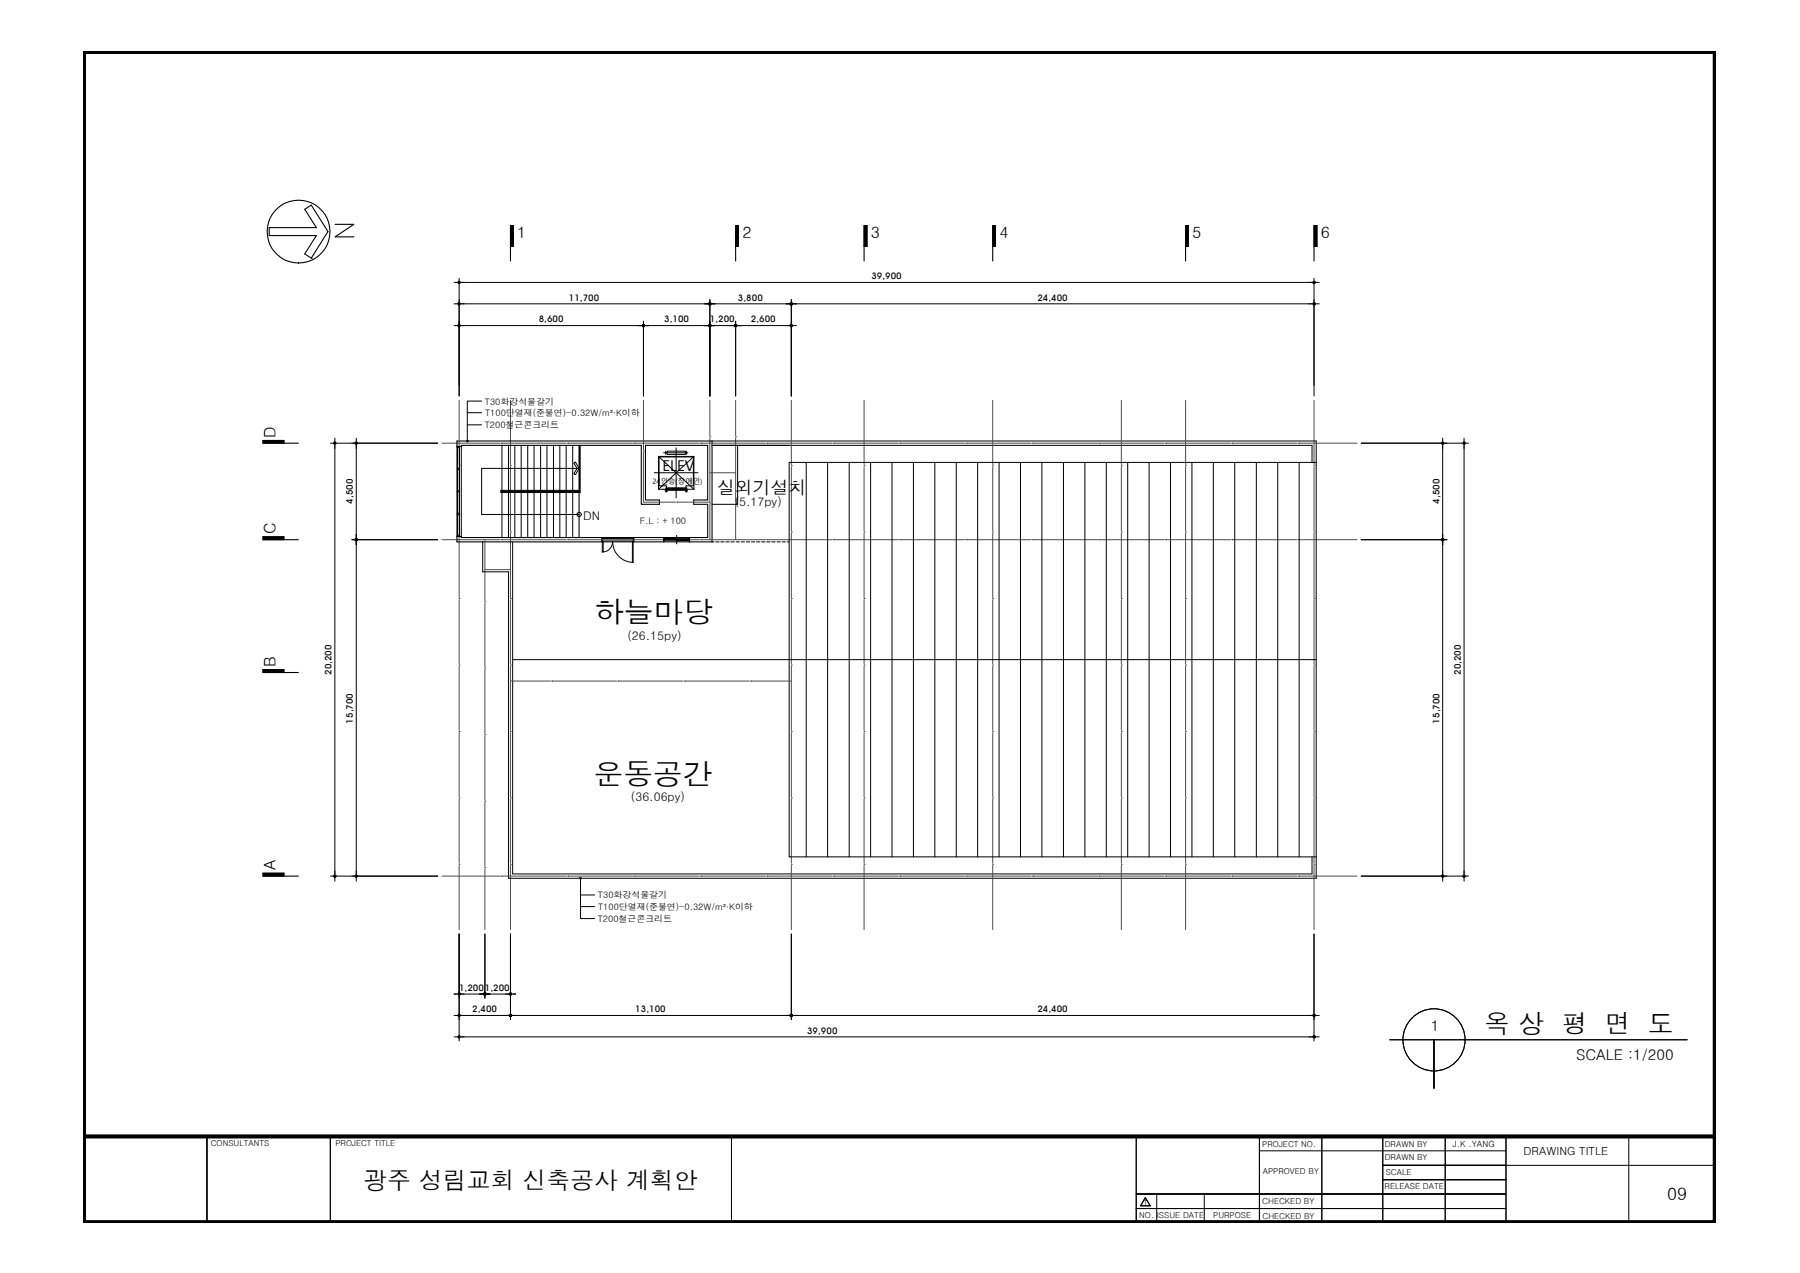 N
1
2
3
4
5
6
39,900
11,700
3,800
24,400
8,600
3,100
1,200
2,600
T30화강석물갈기
T100단열재(준불연)-0.32W/m²·K이하
T200철근콘크리트
D
C
B
A
4,500
15,700
20,200
ELEV
실외기설치
(5.17py)
DN
F.L : + 100
하늘마당
(26.15py)
운동공간
(36.06py)
4,500
15,700
20,200
T30화강석물갈기
T100단열재(준불연)-0.32W/m²·K이하
T200철근콘크리트
1,200
1,200
2,400
13,100
24,400
39,900
1
옥 상 평 면 도
SCALE :1/200
CONSULTANTS
PROJECT TITLE
광주 성림교회 신축공사 계획안
PROJECT NO.
APPROVED BY
CHECKED BY
CHECKED BY
NO.
ISSUE DATE
PURPOSE
DRAWN BY
J.K .YANG
DRAWN BY
SCALE
RELEASE DATE
DRAWING TITLE
09